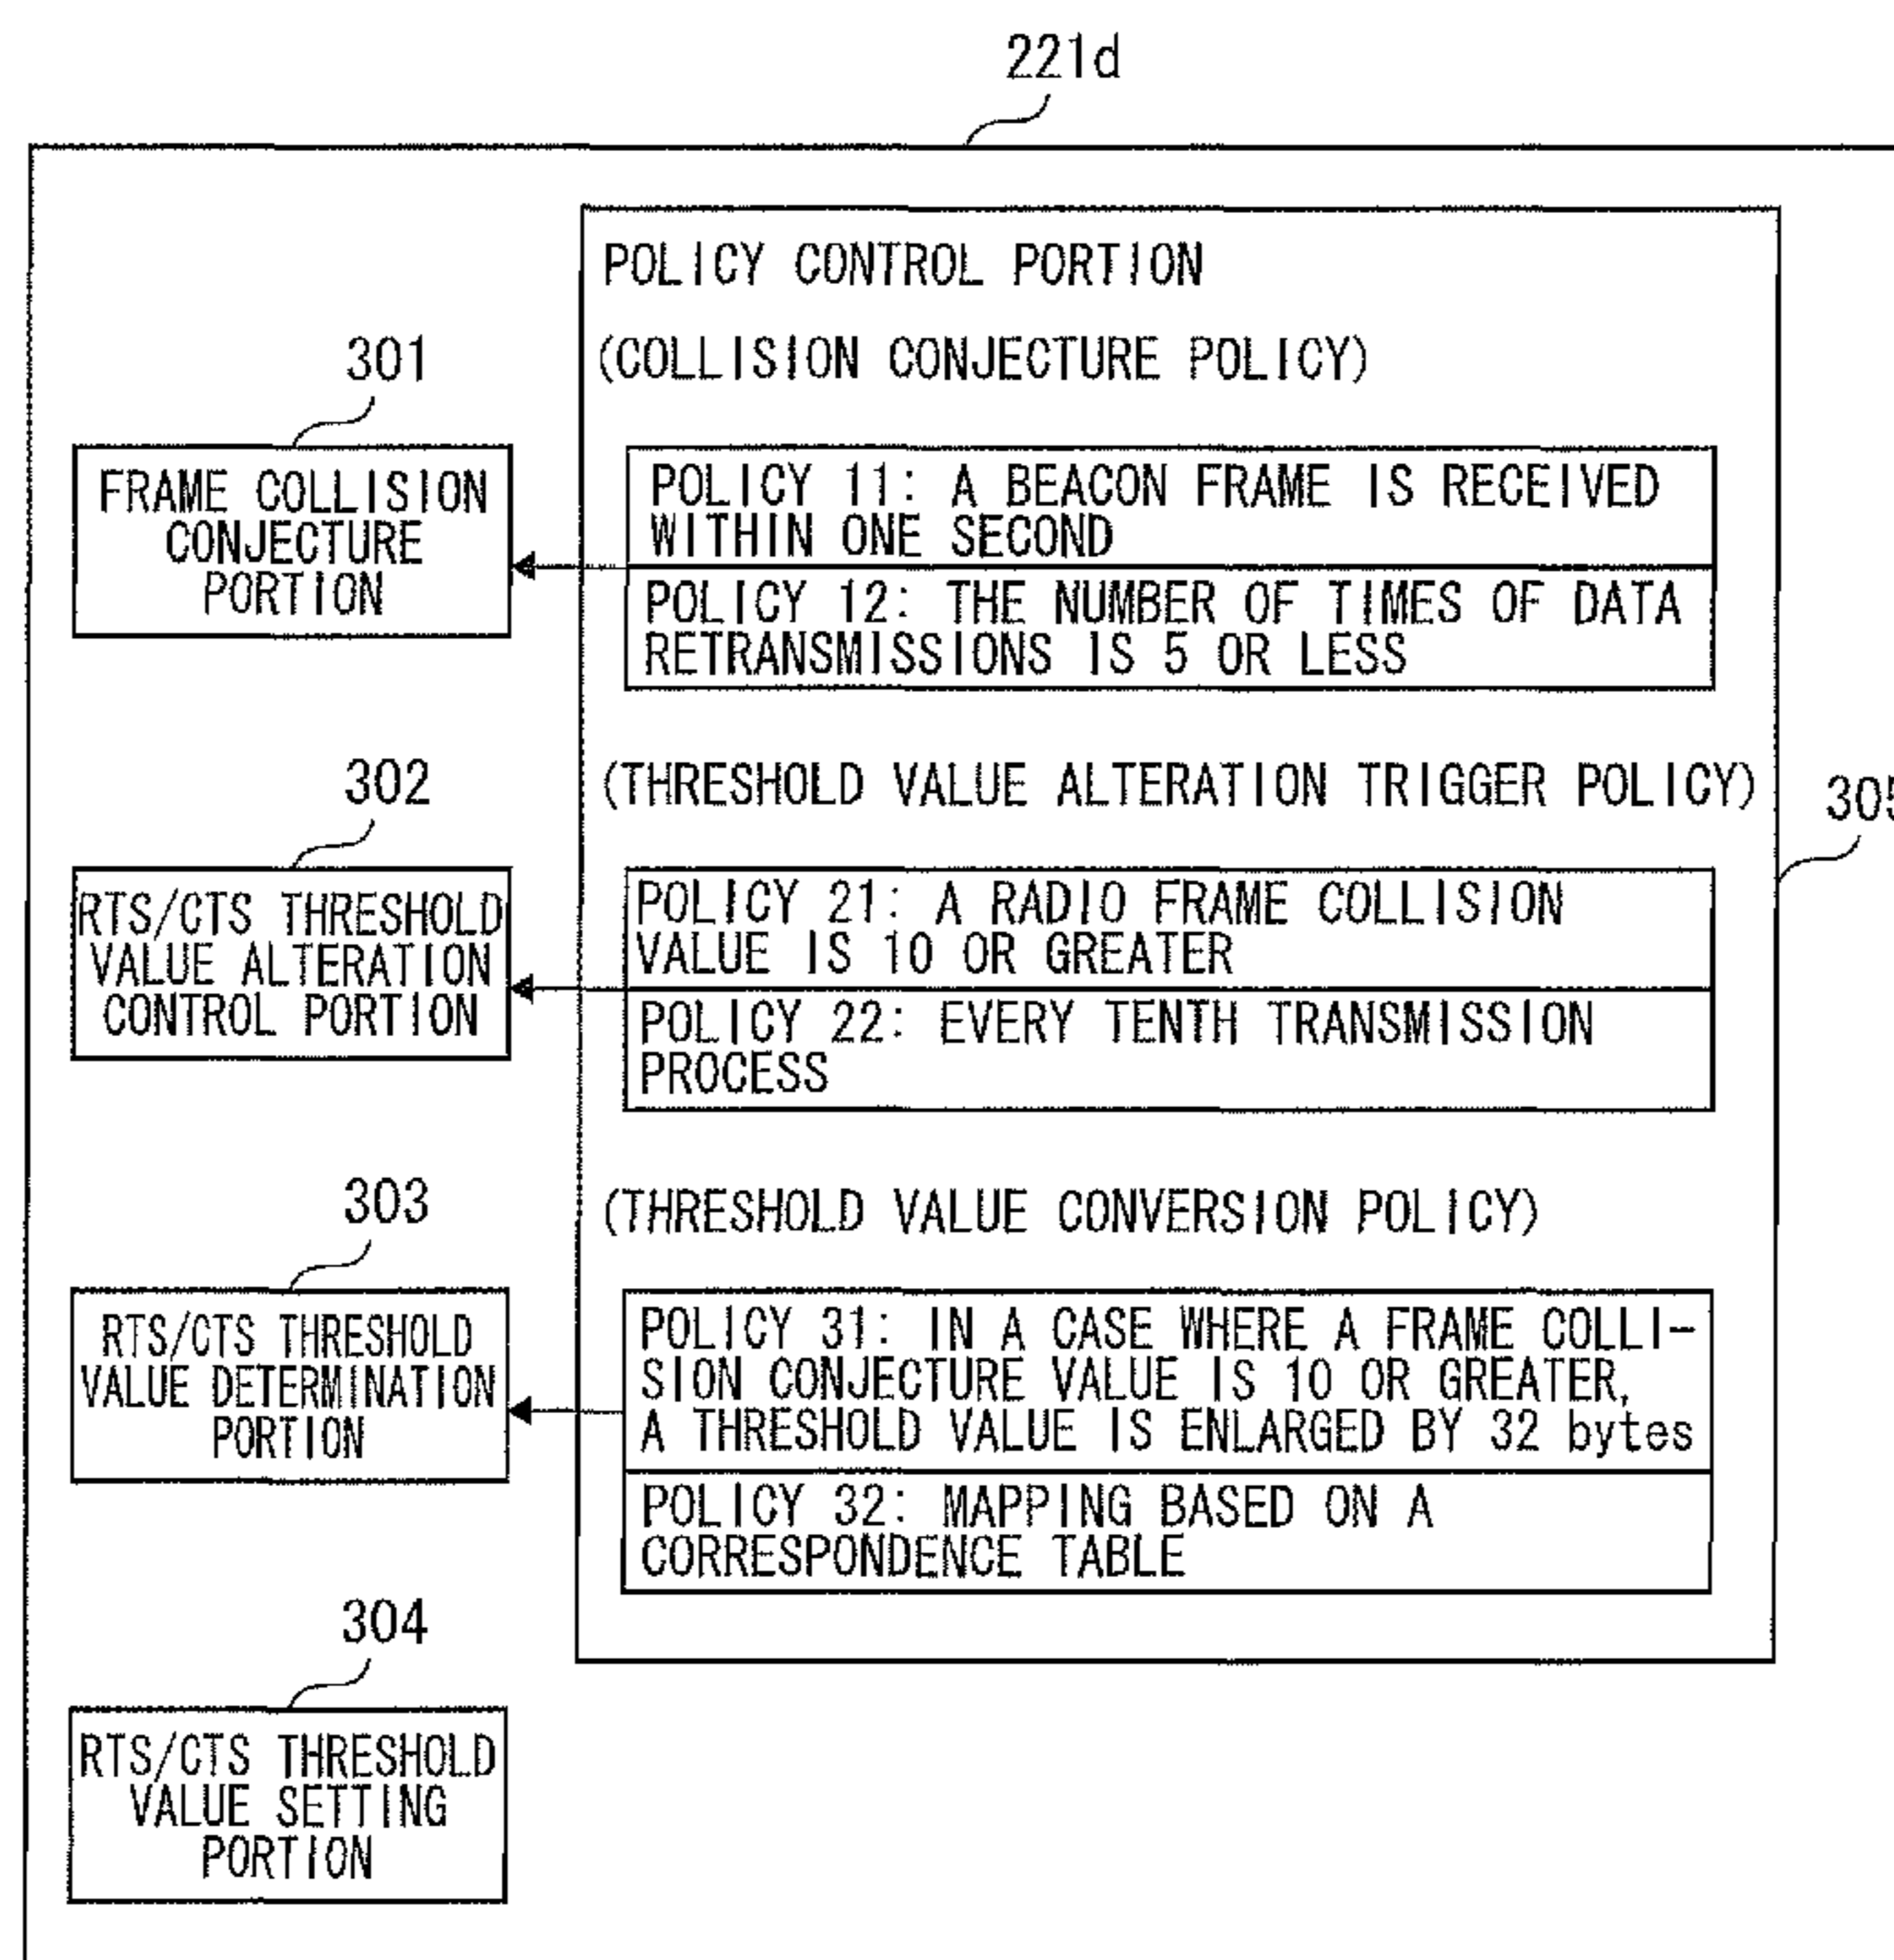 221d
POLICY CONTROL PORTION
(COLLISION CONJECTURE POLICY)
301
FRAME COLLISION
CONJECTURE
PORTION
POLICY 11: A BEACON FRAME IS RECEIVED
WITHIN ONE SECOND
POLICY 12: THE NUMBER OF TIMES OF DATA
RETRANSMISSIONS IS 5 OR LESS
(THRESHOLD VALUE ALTERATION TRIGGER POLICY)
305
302
RTS/CTS THRESHOLD
VALUE ALTERATION
CONTROL PORTION
POLICY 21: A RADIO FRAME COLLISION
VALUE IS 10 OR GREATER
POLICY 22: EVERY TENTH TRANSMISSION
PROCESS
(THRESHOLD VALUE CONVERSION POLICY)
303
RTS/CTS THRESHOLD
VALUE DETERMINATION
PORTION
POLICY 31: IN A CASE WHERE A FRAME COLLI-
SION CONJECTURE VALUE IS 10 OR GREATER,
A THRESHOLD VALUE IS ENLARGED BY 32 bytes
POLICY 32: MAPPING BASED ON A
CORRESPONDENCE TABLE
304
RTS/CTS THRESHOLD
VALUE SETTING
PORTION